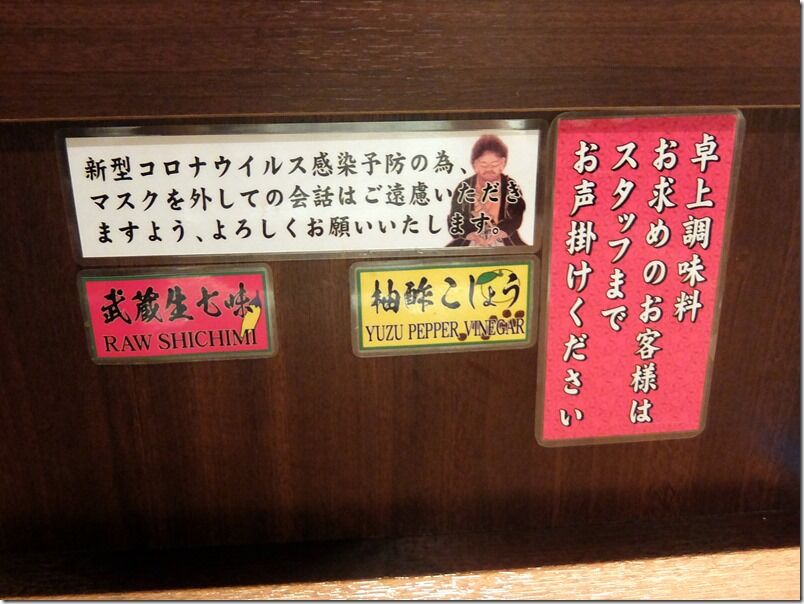 新型コロナウイルス感染予防の為、
マスクを外しての会話はご遠慮いただき
ますよう、よろしくお願いいたします。
武蔵生七味
RAW SHICHIMI
柚酢こしょう
YUZU PEPPER VINEGAR
卓上調味料
お求めのお客様は
スタッフまで
お声掛けください